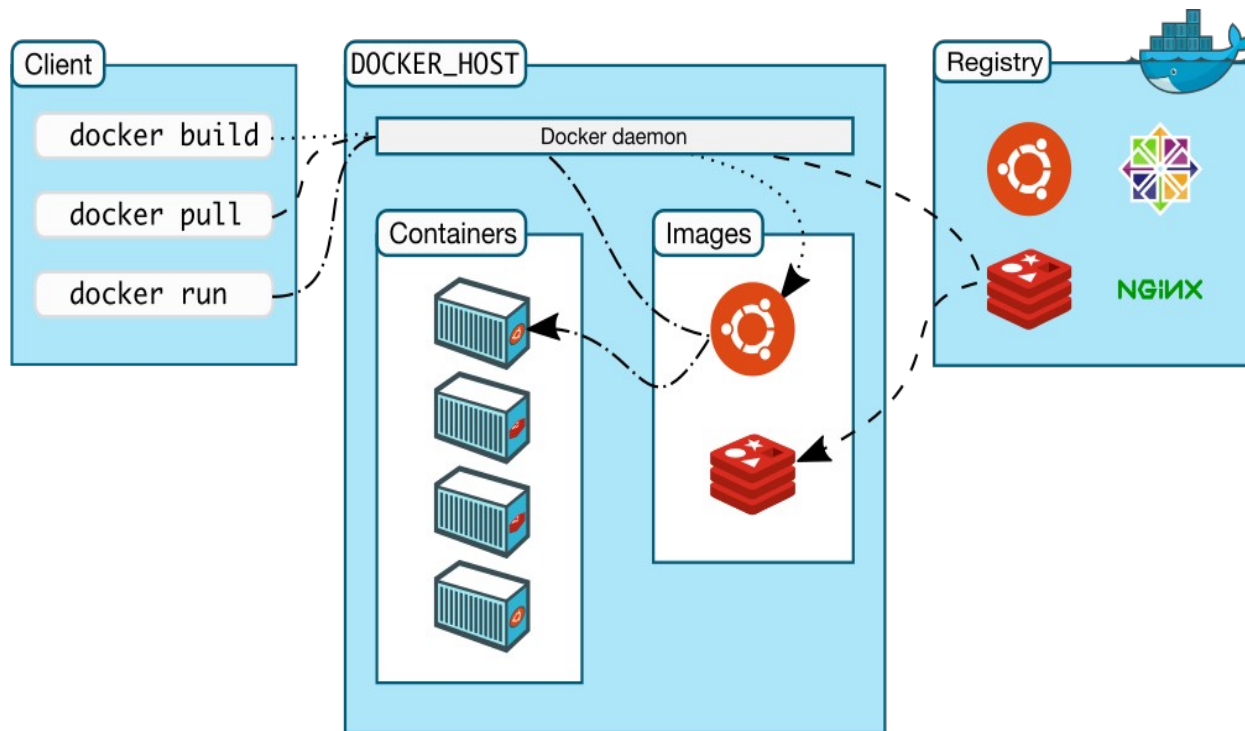 Client
docker build
docker pull
docker run
DOCKER_HOST
Docker daemon
Containers
Images
Registry
NGINX